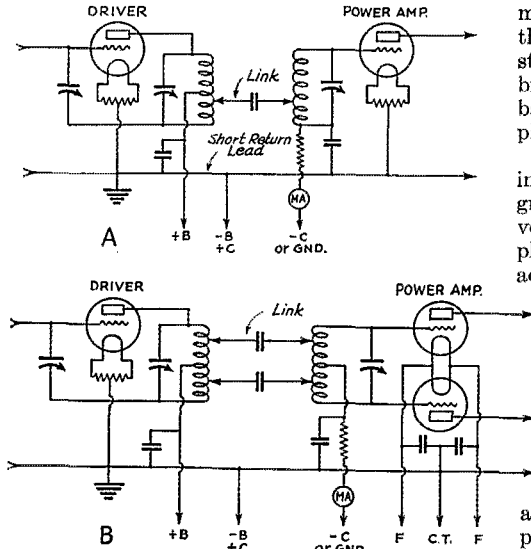 DRIVER
POWER AMP.
Link
Short Return
Lead
MA
A
+B
-B
+C
-C
or GND.
DRIVER
POWER AMP.
Link
MA
B
+B
-B
+C
-C
or GND.
F
C.T.
F